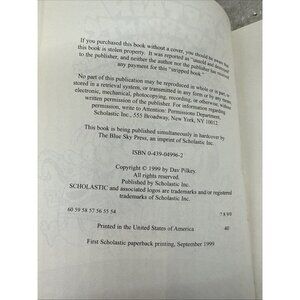 If you purchased this book without a cover, you should be aware that
this book is stolen property. It was reported as "unsold and destroyed"
to the publisher, and neither the author nor the publisher has received
any payment for this "stripped book."
No part of this publication may be reproduced in whole or in part, or
stored in a retrieval system, or transmitted in any form or by any means,
electronic, mechanical, photocopying, recording, or otherwise, without
written permission of the publisher. For information regarding
permission, write to Attention: Permissions Department,
Scholastic Inc., 555 Broadway, New York, NY 10012.
This book is being published simultaneously in hardcover by
The Blue Sky Press, an imprint of Scholastic Inc.
ISBN 0-439-04996-2
Copyright © 1999 by Dav Pilkey.
All rights reserved.
Published by Scholastic Inc.
SCHOLASTIC and associated logos are trademarks and/or registered
trademarks of Scholastic Inc.
60 59 58 57 56 55 54 7 8 9/0
Printed in the United States of America 40
First Scholastic paperback printing, September 1999